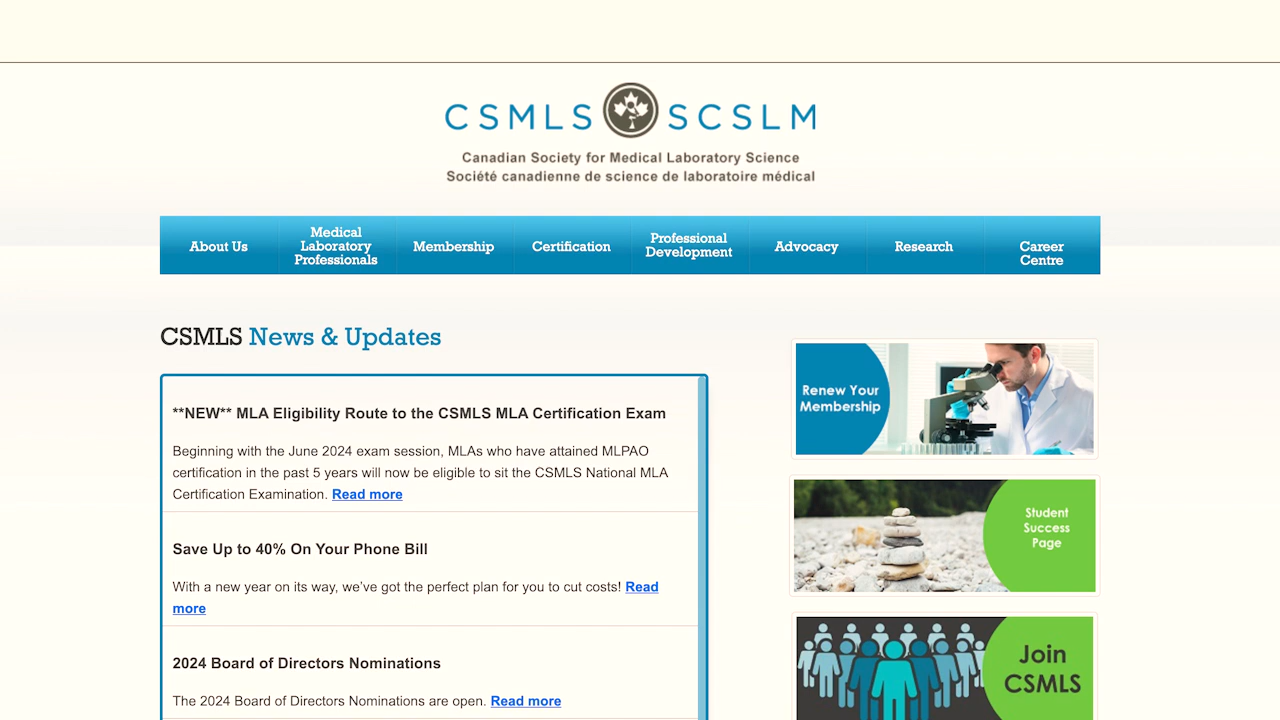 CSMLS SCSLM
Canadian Society for Medical Laboratory Science
Société canadienne de science de laboratoire médical
About Us
Medical
Laboratory
Professionals
Membership
Certification
Professional
Development
Advocacy
Research
Career
Centre
CSMLS News & Updates
**NEW** MLA Eligibility Route to the CSMLS MLA Certification Exam
Beginning with the June 2024 exam session, MLAs who have attained MLPAO
certification in the past 5 years will now be eligible to sit the CSMLS National MLA
Certification Examination. Read more
Save Up to 40% On Your Phone Bill
With a new year on its way, we've got the perfect plan for you to cut costs! Read
more
2024 Board of Directors Nominations
The 2024 Board of Directors Nominations are open. Read more
Renew Your
Membership
Student
Success
Page
Join
CSMLS